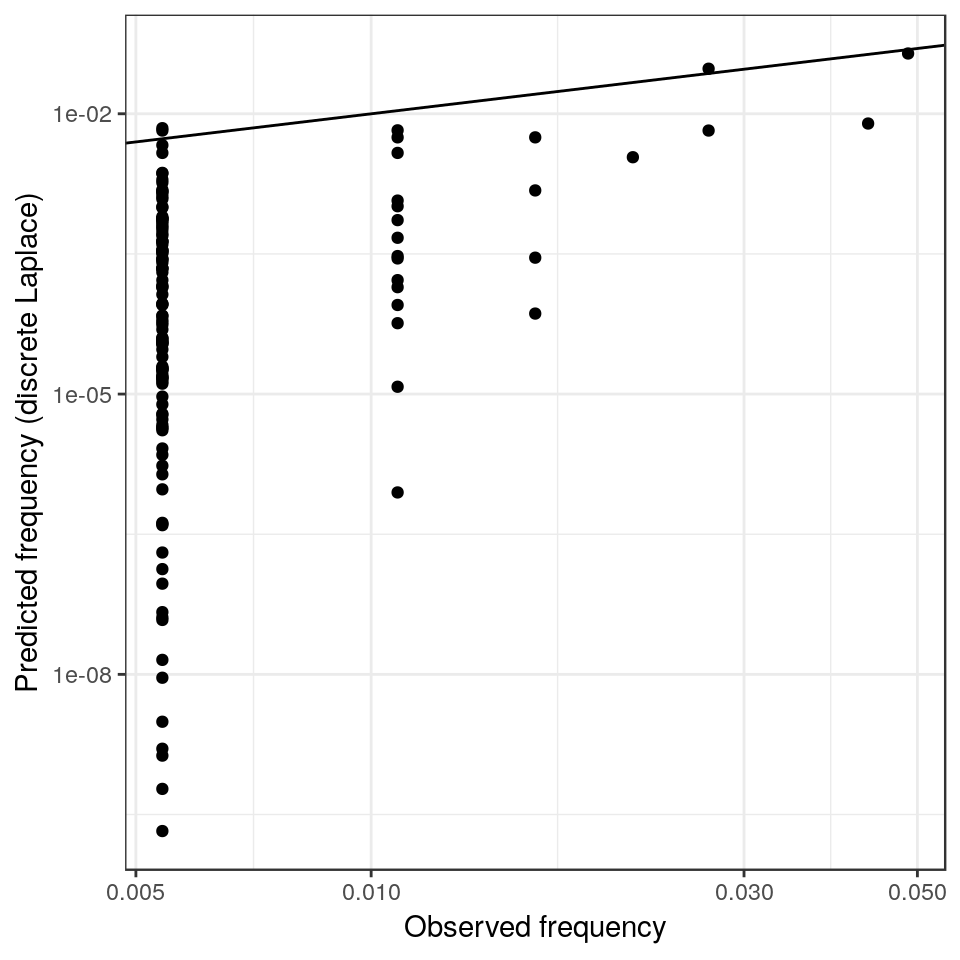 Predicted frequency (discrete Laplace)
1e-02
1e-05
1e-08
0.005
0.010
0.030
0.050
Observed frequency